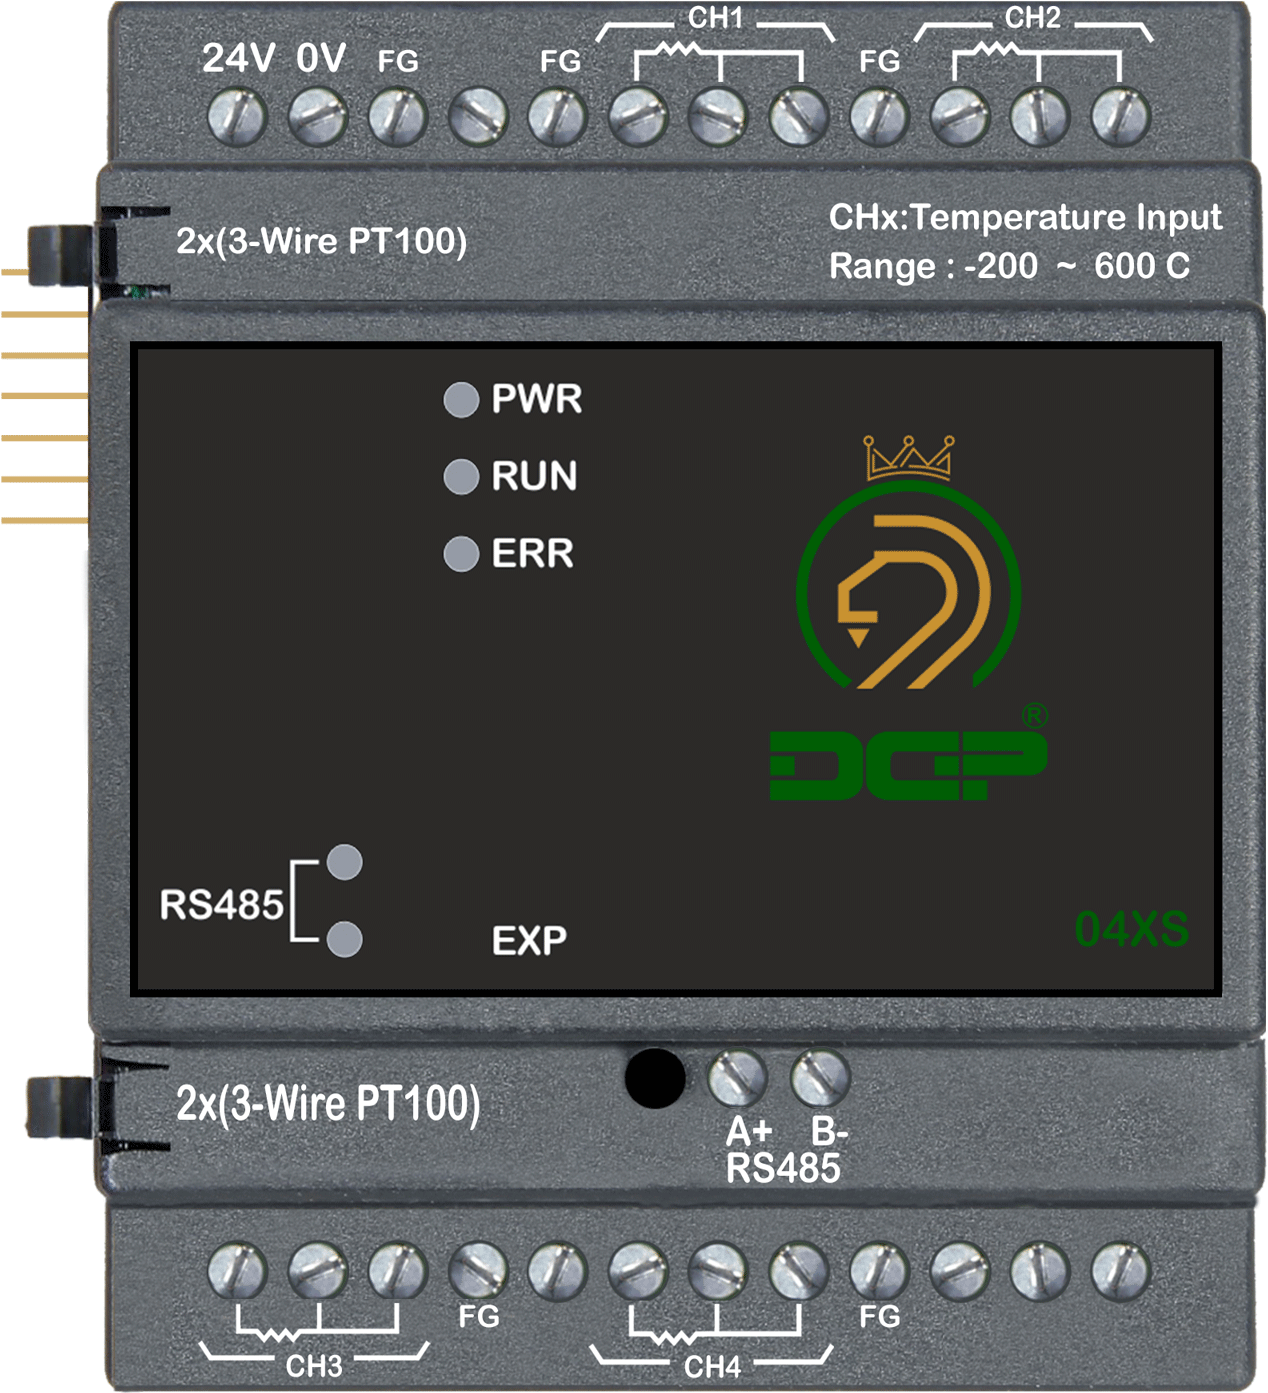 CH1
CH2
24V 0V FG FG FG
2x(3-Wire PT100)
CHx:Temperature Input
Range : -200 ~ 600 C
PWR
RUN
ERR
DCP®
RS485
EXP
04XS
2x(3-Wire PT100)
A+ B-
RS485
FG FG
CH3
CH4